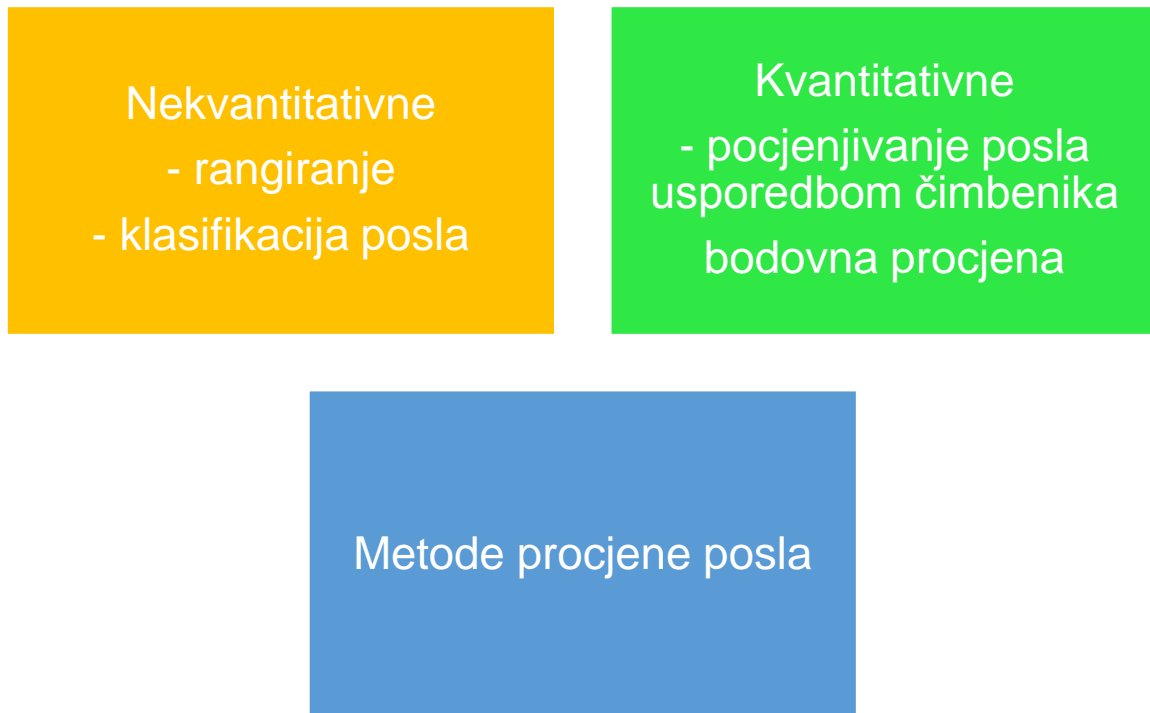 Nekvantitativne
- rangiranje
- klasifikacija posla
Kvantitativne
- pocjenjivanje posla
usporedbom čimbenika
bodovna procjena
Metode procjene posla